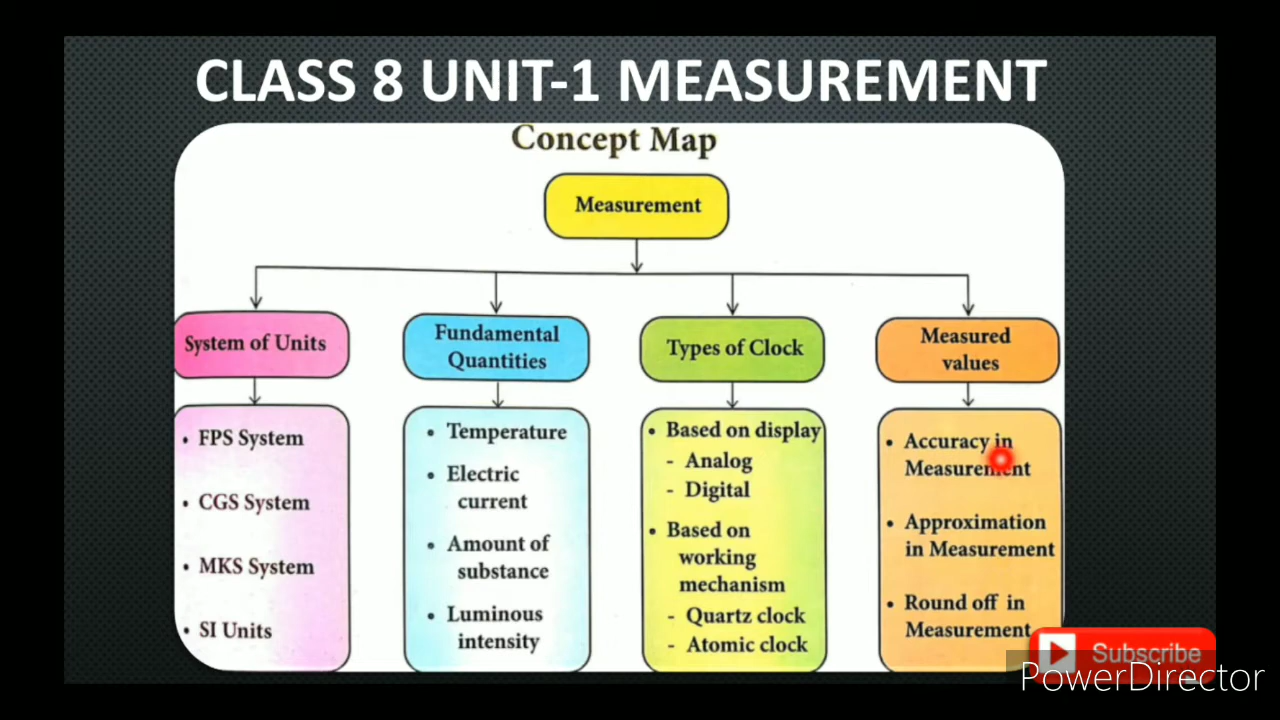 CLASS 8 UNIT-1 MEASUREMENT
Concept Map
Measurement
System of Units
• FPS System
• CGS System
• MKS System
• SI Units
Fundamental
Quantities
• Temperature
• Electric
current
• Amount of
substance
• Luminous
intensity
Types of Clock
• Based on display
- Analog
- Digital
• Based on
working
mechanism
- Quartz clock
- Atomic clock
Measured
values
• Accuracy in
Measurement
• Approximation
in Measurement
• Round off in
Measurement
Subscribe
PowerDirector